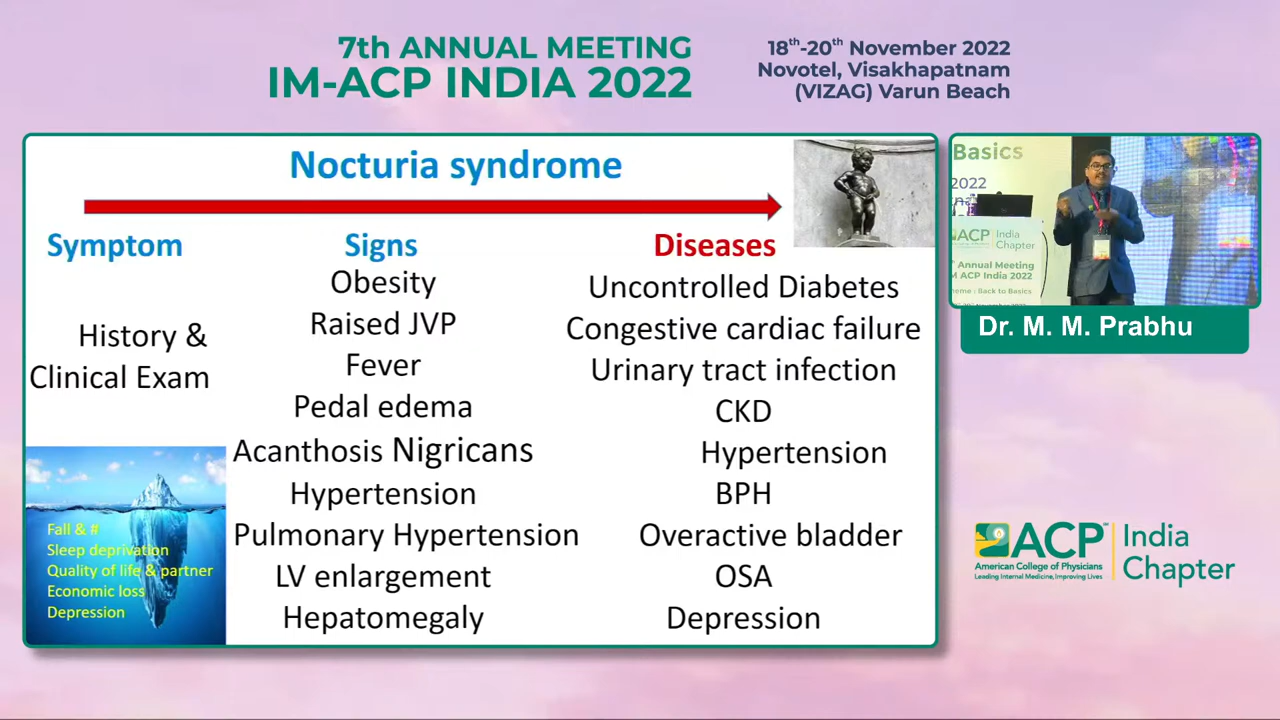 7th ANNUAL MEETING
IM-ACP INDIA 2022
18th-20th November 2022
Novotel, Visakhapatnam
(VIZAG) Varun Beach
Nocturia syndrome
Symptom
History &
Clinical Exam
Fall & #
Sleep deprivation
Quality of life & partner
Economic loss
Depression
Signs
Obesity
Raised JVP
Fever
Pedal edema
Acanthosis Nigricans
Hypertension
Pulmonary Hypertension
LV enlargement
Hepatomegaly
Diseases
Uncontrolled Diabetes
Congestive cardiac failure
Urinary tract infection
CKD
Hypertension
BPH
Overactive bladder
OSA
Depression
Basics
2022
ACP India
Chapter
Annual Meeting
ACP India 2022
: Back to Basics
Dr. M. M. Prabhu
ACP™ India
Chapter
American College of Physicians
Leading Internal Medicine, Improving Lives